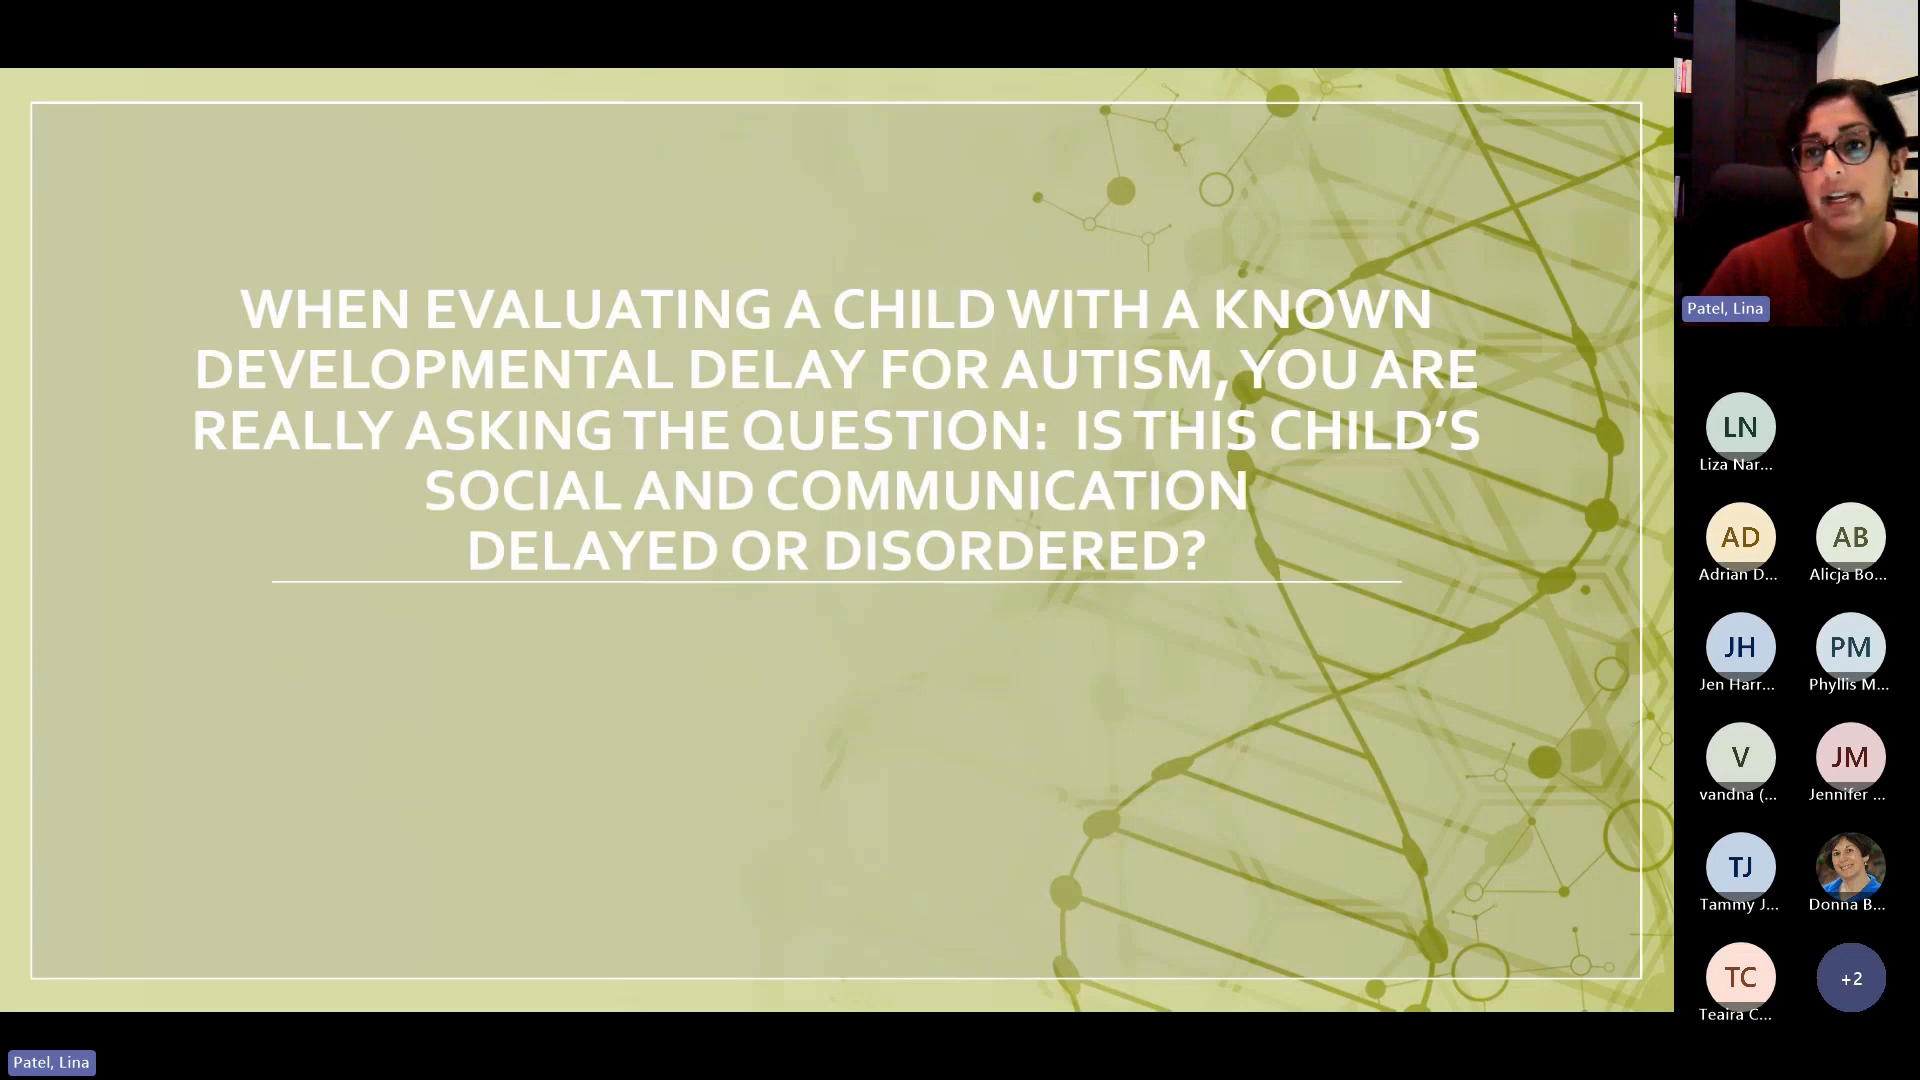 WHEN EVALUATING A CHILD WITH A KNOWN
DEVELOPMENTAL DELAY FOR AUTISM, YOU ARE
REALLY ASKING THE QUESTION:  IS THIS CHILD’S
SOCIAL AND COMMUNICATION
DELAYED OR DISORDERED?
Patel, Lina
LN
Liza Nar...
AD
Adrian D...
AB
Alicja Bo...
JH
Jen Harr...
PM
Phyllis M...
V
vandna (...
JM
Jennifer ...
TJ
Tammy J...
Donna B...
TC
Teaira C...
+2
Patel, Lina